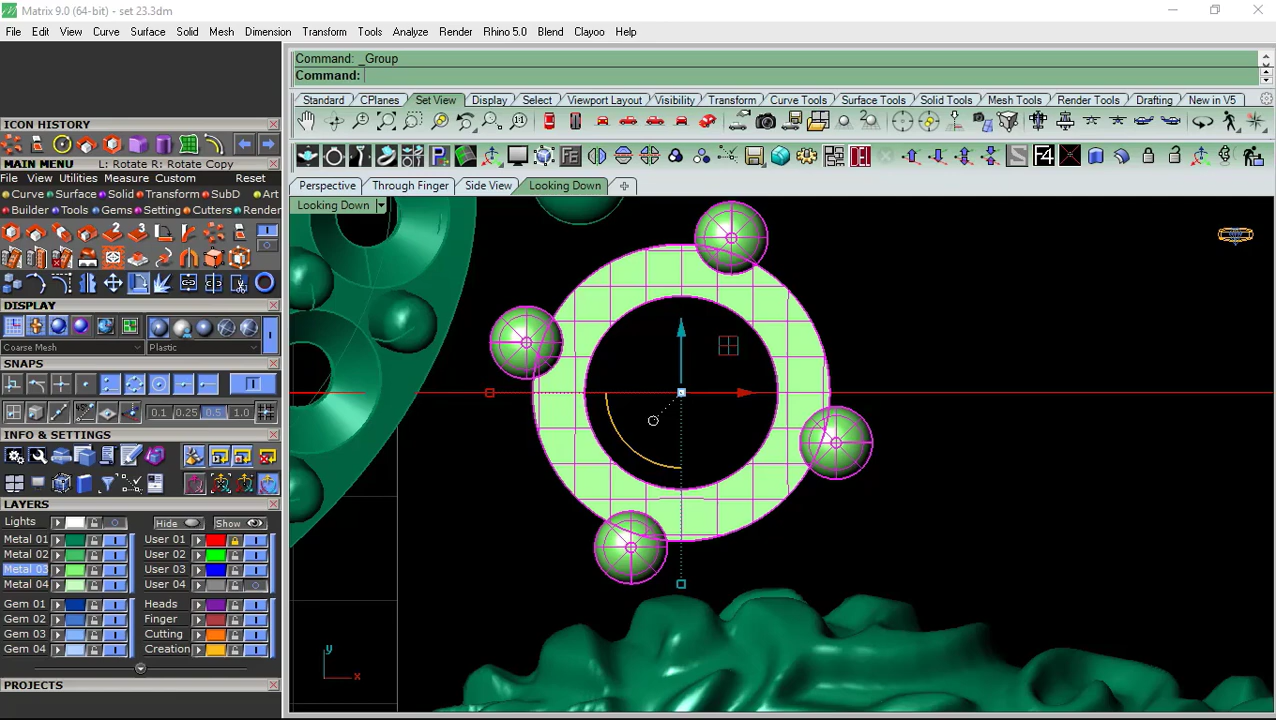 Matrix 9.0 (64-bit) - set 23.3dm
File Edit View Curve Surface Solid Mesh Dimension Transform Tools Analyze Render Rhino 5.0 Blend Clayoo Help
Command: _Group
Command:
Standard CPlanes Set View Display Select Viewport Layout Visibility Transform Curve Tools Surface Tools Solid Tools Mesh Tools Render Tools Drafting New in V5
ICON HISTORY
MAIN MENU L: Rotate R: Rotate Copy
File View Utilities Measure Custom Reset
Curve Surface Solid Transform SubD Art
Builder Tools Gems Setting Cutters Render
DISPLAY
Coarse Mesh Plastic
SNAPS
0.1 0.25 0.5 1.0
INFO & SETTINGS
LAYERS
Lights Hide Show
Metal 01 User 01
Metal 02 User 02
Metal 03 User 03
Metal 04 User 04
Gem 01 Heads
Gem 02 Finger
Gem 03 Cutting
Gem 04 Creation
PROJECTS
Perspective Through Finger Side View Looking Down
Looking Down
F4
y
x